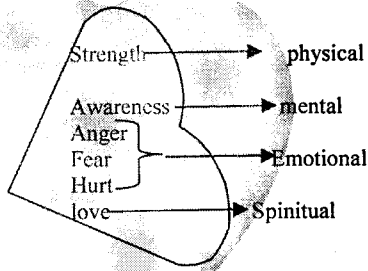 Strength physical
Awareness mental
Anger
Fear Emotional
Hurt
love Spinitual